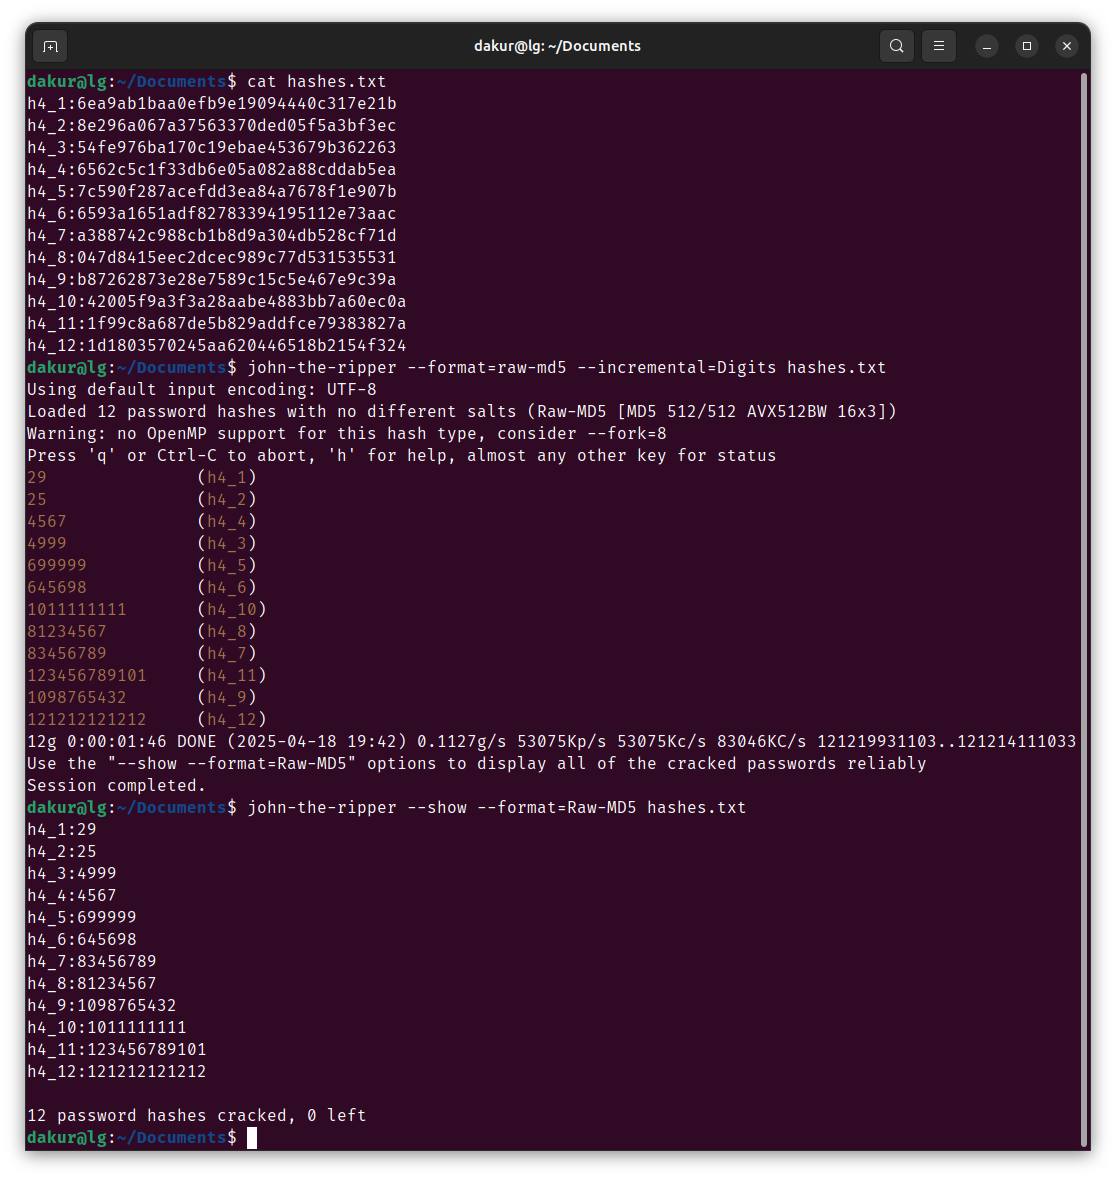 dakur@lg: ~/Documents
dakur@lg:~/Documents$ cat hashes.txt
h4_1:6ea9ab1baa0efb9e19094440c317e21b
h4_2:8e296a067a37563370ded05f5a3bf3ec
h4_3:54fe976ba170c19ebae453679b362263
h4_4:6562c5c1f33db6e05a082a88cddab5ea
h4_5:7c590f287acefdd3ea84a7678f1e907b
h4_6:6593a1651adf82783394195112e73aac
h4_7:a388742c988cb1b8d9a304db528cf71d
h4_8:047d8415eec2dcec989c77d531535531
h4_9:b87262873e28e7589c15c5e467e9c39a
h4_10:42005f9a3f3a28aabe4883bb7a60ec0a
h4_11:1f99c8a687de5b829addfce79383827a
h4_12:1d1803570245aa620446518b2154f324
dakur@lg:~/Documents$ john-the-ripper --format=raw-md5 --incremental=Digits hashes.txt
Using default input encoding: UTF-8
Loaded 12 password hashes with no different salts (Raw-MD5 [MD5 512/512 AVX512BW 16x3])
Warning: no OpenMP support for this hash type, consider --fork=8
Press 'q' or Ctrl-C to abort, 'h' for help, almost any other key for status
29 (h4_1)
25 (h4_2)
4567 (h4_4)
4999 (h4_3)
699999 (h4_5)
645698 (h4_6)
1011111111 (h4_10)
81234567 (h4_8)
83456789 (h4_7)
123456789101 (h4_11)
1098765432 (h4_9)
121212121212 (h4_12)
12g 0:00:01:46 DONE (2025-04-18 19:42) 0.1127g/s 53075Kp/s 53075Kc/s 83046KC/s 121219931103..121214111033
Use the "--show --format=Raw-MD5" options to display all of the cracked passwords reliably
Session completed.
dakur@lg:~/Documents$ john-the-ripper --show --format=Raw-MD5 hashes.txt
h4_1:29
h4_2:25
h4_3:4999
h4_4:4567
h4_5:699999
h4_6:645698
h4_7:83456789
h4_8:81234567
h4_9:1098765432
h4_10:1011111111
h4_11:123456789101
h4_12:121212121212
12 password hashes cracked, 0 left
dakur@lg:~/Documents$